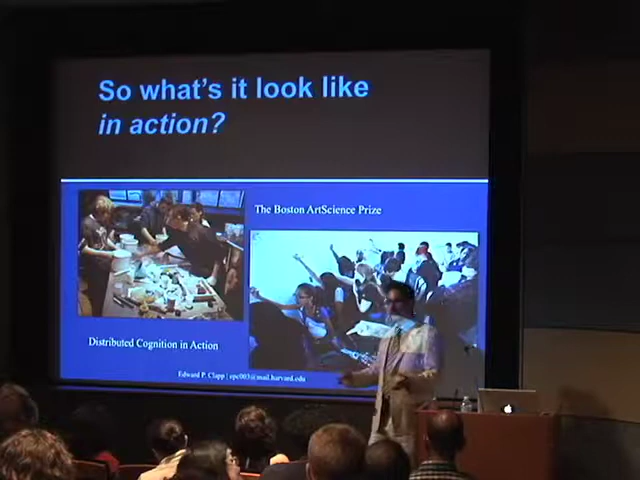 So what's it look like
in action?
The Boston ArtScience Prize
Distributed Cognition in Action
Edward P. Clapp | epc003@mail.harvard.edu